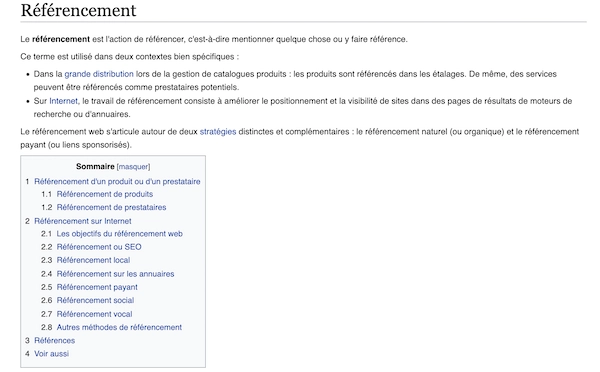 Référencement
Le référencement est l'action de référencer, c'est-à-dire mentionner quelque chose ou y faire référence.
Ce terme est utilisé dans deux contextes bien spécifiques :
• Dans la grande distribution lors de la gestion de catalogues produits : les produits sont référencés dans les étalages. De même, des services
peuvent être référencés comme prestataires potentiels.
• Sur Internet, le travail de référencement consiste à améliorer le positionnement et la visibilité de sites dans des pages de résultats de moteurs de
recherche ou d'annuaires.
Le référencement web s'articule autour de deux stratégies distinctes et complémentaires : le référencement naturel (ou organique) et le référencement
payant (ou liens sponsorisés).
Sommaire [masquer]
1 Référencement d'un produit ou d'un prestataire
1.1 Référencement de produits
1.2 Référencement de prestataires
2 Référencement sur Internet
2.1 Les objectifs du référencement web
2.2 Référencement ou SEO
2.3 Référencement local
2.4 Référencement sur les annuaires
2.5 Référencement payant
2.6 Référencement social
2.7 Référencement vocal
2.8 Autres méthodes de référencement
3 Références
4 Voir aussi